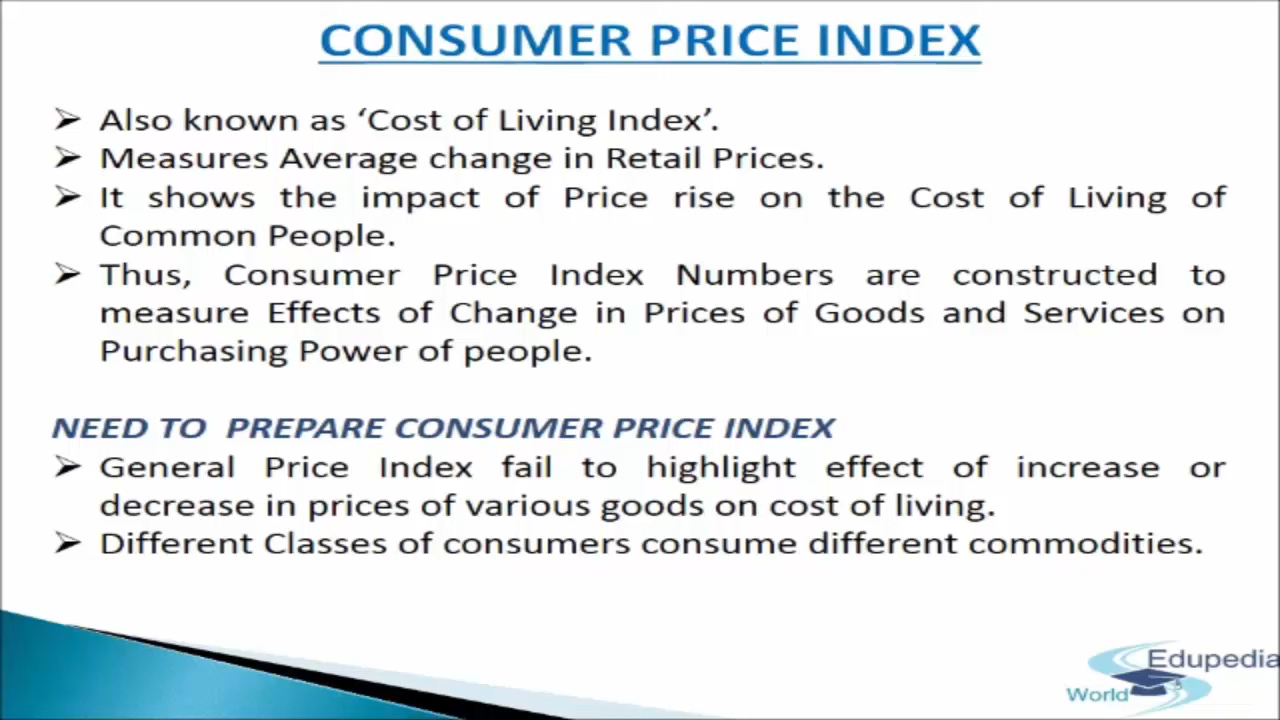 CONSUMER PRICE INDEX
➢ Also known as ‘Cost of Living Index’.
➢ Measures Average change in Retail Prices.
➢ It shows the impact of Price rise on the Cost of Living of
Common People.
➢ Thus, Consumer Price Index Numbers are constructed to
measure Effects of Change in Prices of Goods and Services on
Purchasing Power of people.
NEED TO PREPARE CONSUMER PRICE INDEX
➢ General Price Index fail to highlight effect of increase or
decrease in prices of various goods on cost of living.
➢ Different Classes of consumers consume different commodities.
Edupedia
World